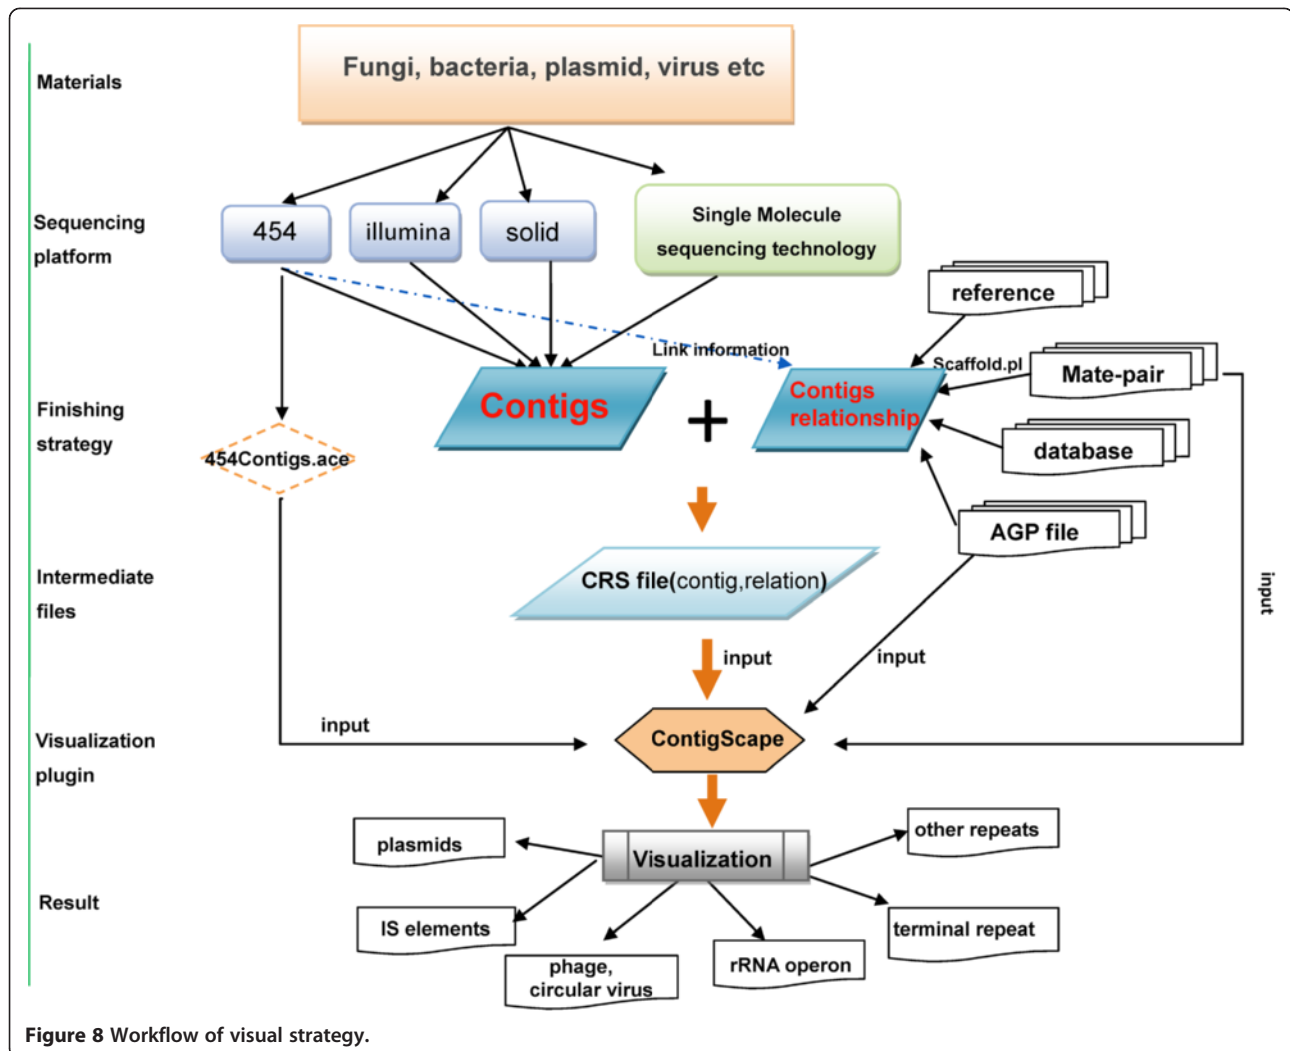 Materials
Fungi, bacteria, plasmid, virus etc
Sequencing
platform
454
illumina
solid
Single Molecule
sequencing technology
reference
Link information
Scaffold.pl
Mate-pair
Finishing
strategy
Contigs
+
Contigs
relationship
database
454Contigs.ace
AGP file
Intermediate
files
CRS file(contig,relation)
input
input
input
input
Visualization
plugin
ContigScape
Result
plasmids
Visualization
other repeats
IS elements
phage,
circular virus
rRNA operon
terminal repeat
Figure 8 Workflow of visual strategy.